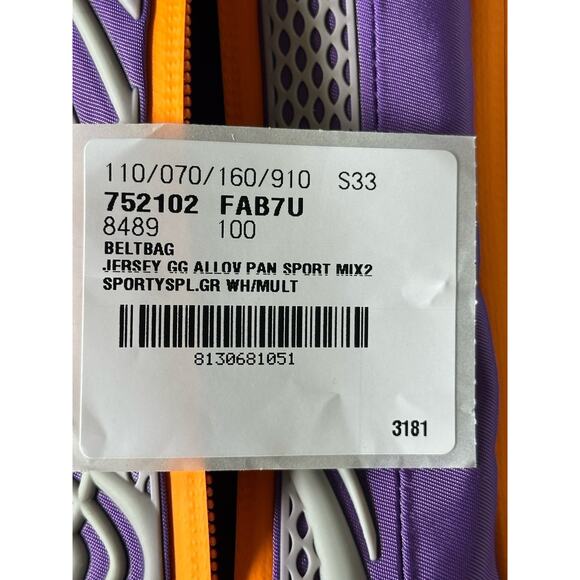 110/070/160/910 S33
752102 FAB7U
8489 100
BELTBAG
JERSEY GG ALLOV PAN SPORT MIX2
SPORTYSPL.GR WH/MULT
8130681051
3181